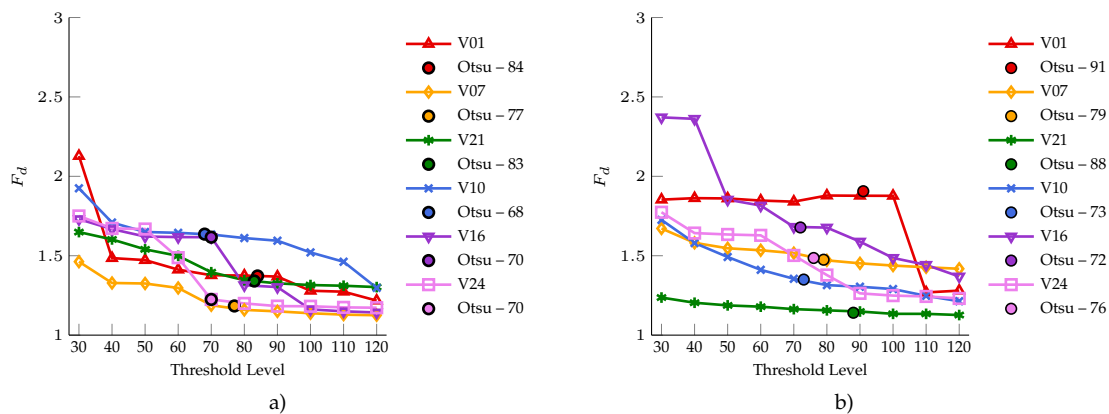 3
2.5
2
1.5
1
F_d
30 40 50 60 70 80 90 100 110 120
Threshold Level
V01
Otsu – 84
V07
Otsu – 77
V21
Otsu – 83
V10
Otsu – 68
V16
Otsu – 70
V24
Otsu – 70
a)
3
2.5
2
1.5
1
F_d
30 40 50 60 70 80 90 100 110 120
Threshold Level
V01
Otsu – 91
V07
Otsu – 79
V21
Otsu – 88
V10
Otsu – 73
V16
Otsu – 72
V24
Otsu – 76
b)